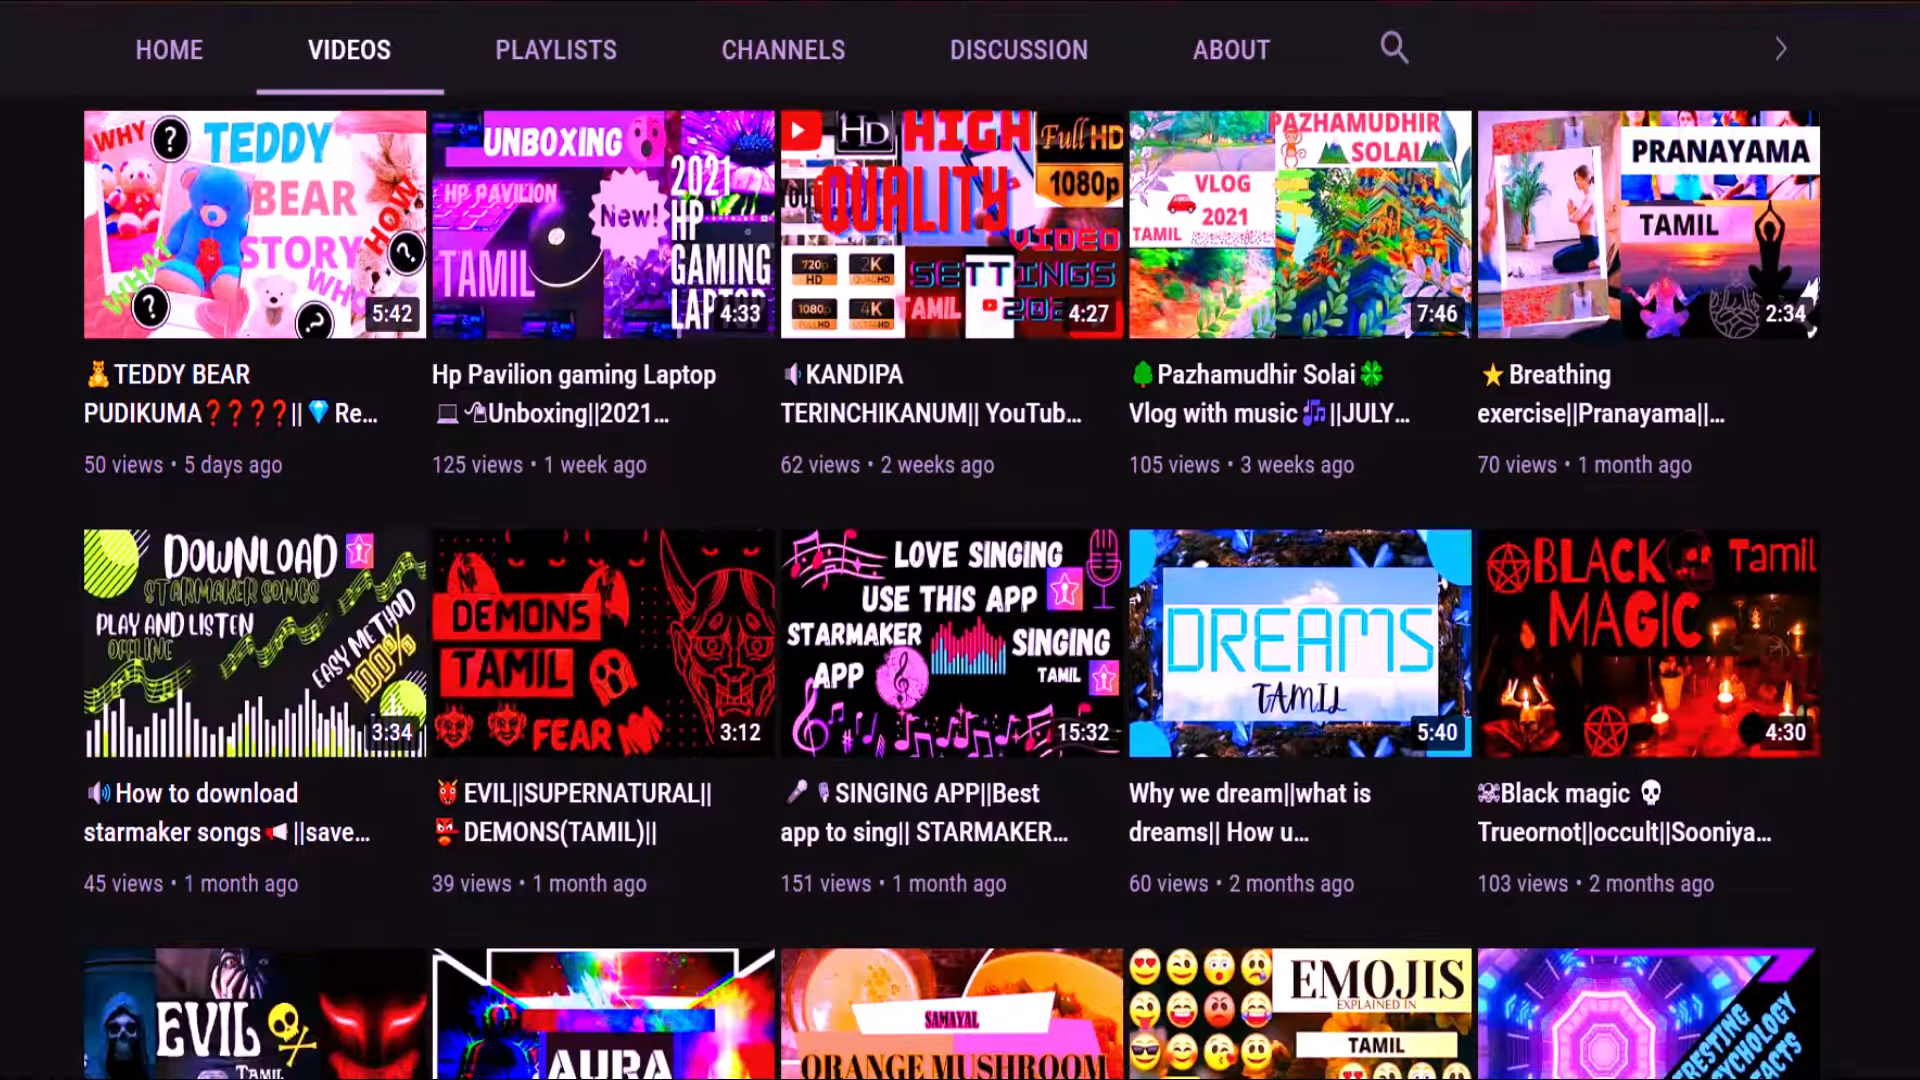 HOME VIDEOS PLAYLISTS CHANNELS DISCUSSION ABOUT
WHY
TEDDY
BEAR
STORY
HOW
WHAT
WHO
5:42
UNBOXING
HP PAVILION
New!
TAMIL
2021
HP
GAMING
LAPTOP
4:33
HD
HIGH
QUALITY
Full HD
1080p
VIDEO
SETTINGS
720p
HD
2K
1080p
4K
TAMIL
4:27
PAZHAMUDHIR
SOLAI
VLOG
2021
TAMIL
7:46
PRANAYAMA
TAMIL
2:34
🧸TEDDY BEAR
PUDIKUMA❓❓❓❓||💎Re...
50 views • 5 days ago
Hp Pavilion gaming Laptop
💻🖱Unboxing||2021...
125 views • 1 week ago
🔈KANDIPA
TERINCHIKANUM|| YouTub...
62 views • 2 weeks ago
🌳Pazhamudhir Solai🍀
Vlog with music🎶||JULY...
105 views • 3 weeks ago
⭐Breathing
exercise||Pranayama||...
70 views • 1 month ago
DOWNLOAD
STARMAKER SONGS
PLAY AND LISTEN
OFFLINE
EASY METHOD
100%
3:34
DEMONS
TAMIL
FEAR
3:12
LOVE SINGING
USE THIS APP
STARMAKER
APP
SINGING
TAMIL
15:32
DREAMS
TAMIL
5:40
BLACK
MAGIC
Tamil
4:30
🔊How to download
starmaker songs📢||save...
45 views • 1 month ago
👹EVIL||SUPERNATURAL||
👺DEMONS(TAMIL)||
39 views • 1 month ago
🎤🎙SINGING APP||Best
app to sing|| STARMAKER...
151 views • 1 month ago
Why we dream||what is
dreams|| How u...
60 views • 2 months ago
☠Black magic 💀
Trueornot||occult||Sooniya...
103 views • 2 months ago
EVIL
TAMIL
AURA
SAMAYAL
ORANGE MUSHROOM
EMOJIS
EXPLAINED IN
TAMIL
PSYCHOLOGY
FACTS